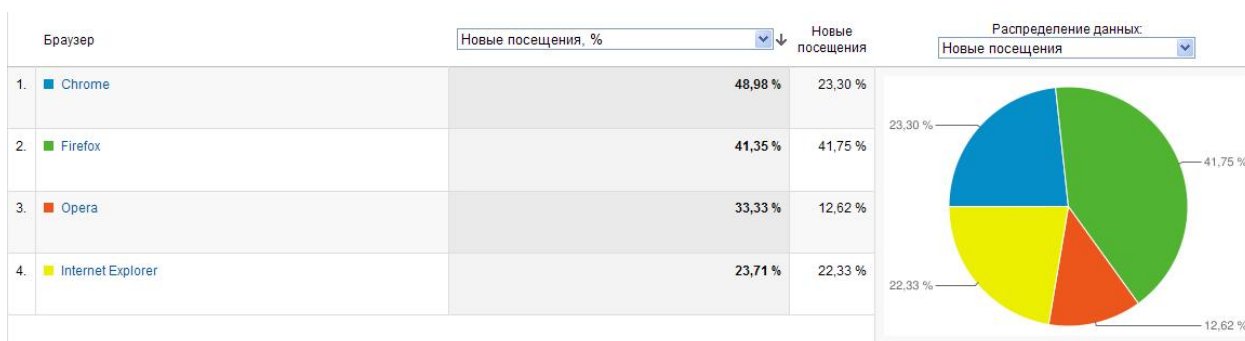 Браузер
Новые посещения, %
Новые
посещения
Распределение данных:
Новые посещения
1. Chrome 48,98 % 23,30 %
2. Firefox 41,35 % 41,75 %
3. Opera 33,33 % 12,62 %
4. Internet Explorer 23,71 % 22,33 %
23,30 %
41,75 %
22,33 %
12,62 %